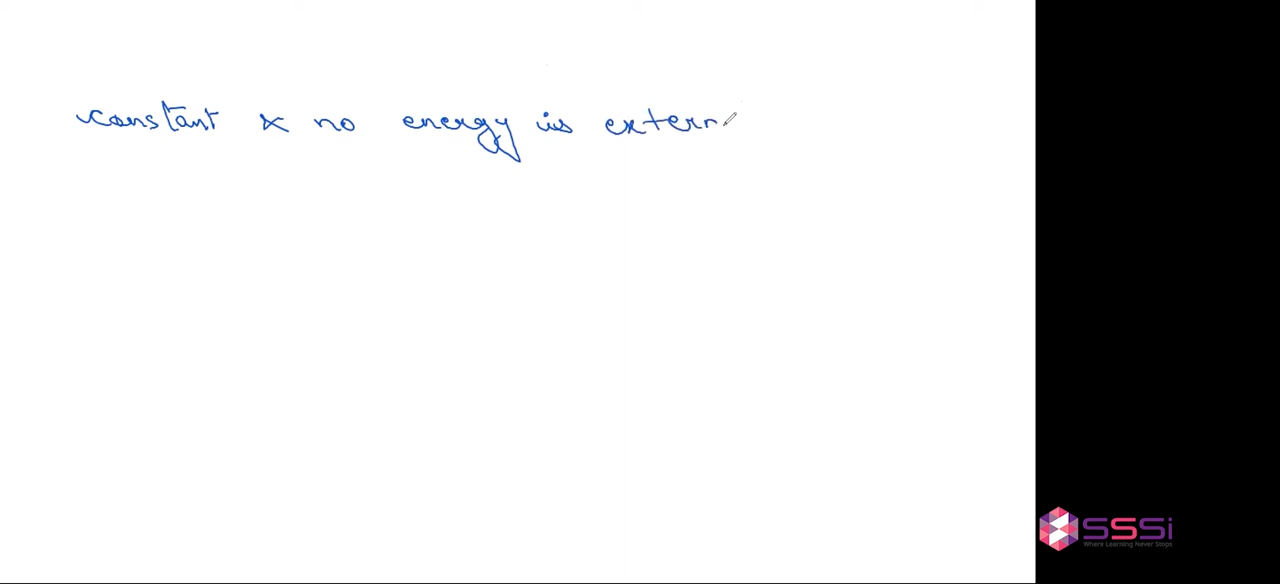 constant & no energy is extern
SSSi
Where Learning Never Stops